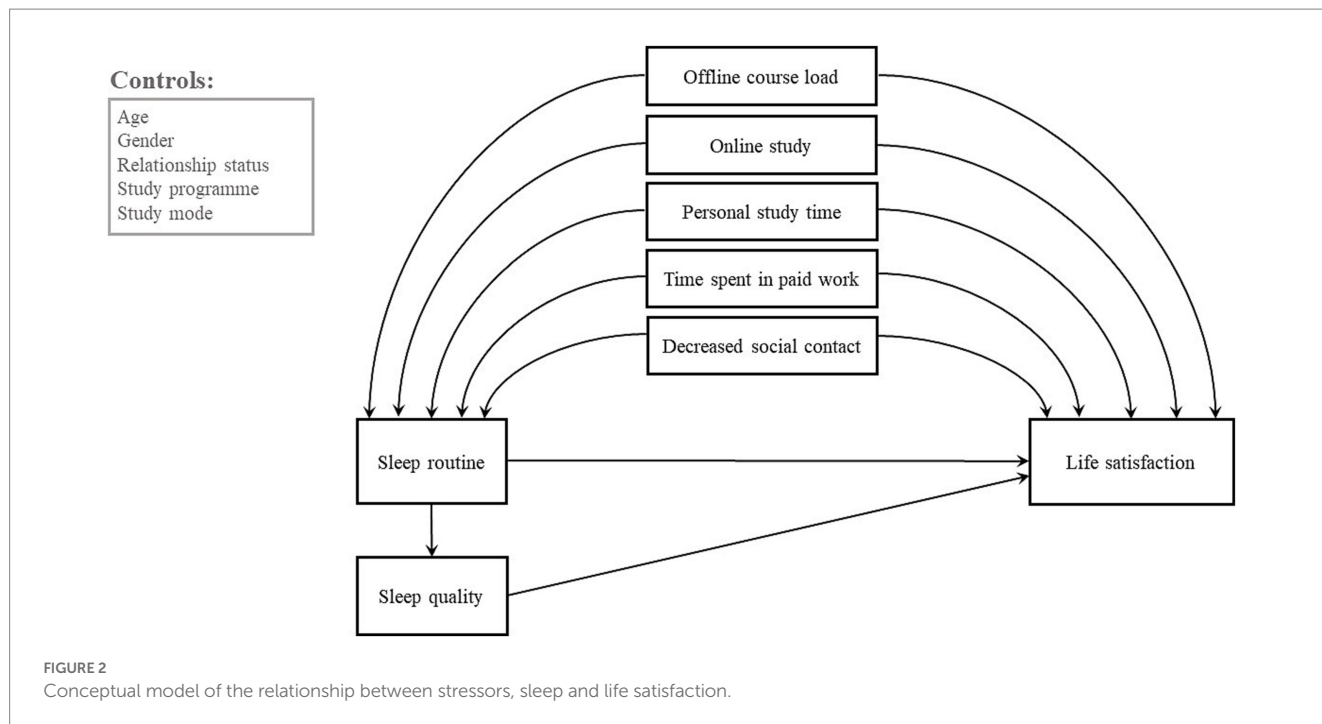 Controls:
Age
Gender
Relationship status
Study programme
Study mode
Offline course load
Online study
Personal study time
Time spent in paid work
Decreased social contact
Sleep routine
Life satisfaction
Sleep quality
FIGURE 2
Conceptual model of the relationship between stressors, sleep and life satisfaction.